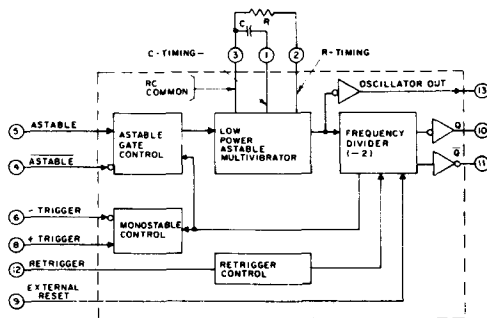 R
C
C-TIMING-
3
1
2
R-TIMING
RC
COMMON
OSCILLATOR OUT
13
5
ASTABLE
4
ASTABLE
ASTABLE
GATE
CONTROL
LOW
POWER
ASTABLE
MULTIVIBRATOR
FREQUENCY
DIVIDER
(-2)
Q
10
Q
11
6
- TRIGGER
8
+ TRIGGER
MONOSTABLE
CONTROL
12
RETRIGGER
RETRIGGER
CONTROL
9
EXTERNAL
RESET